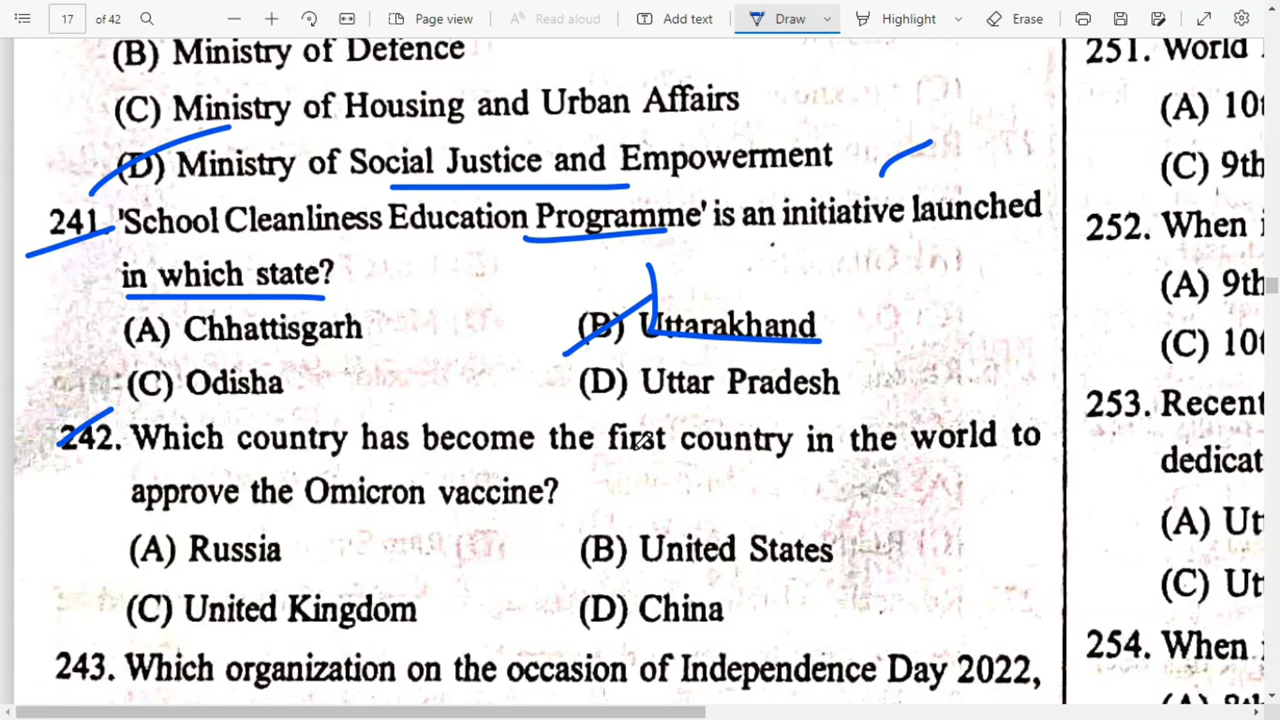 17 of 42 Page view Read aloud Add text Draw Highlight Erase
(B) Ministry of Defence
(C) Ministry of Housing and Urban Affairs
(D) Ministry of Social Justice and Empowerment
241. 'School Cleanliness Education Programme' is an initiative launched
in which state?
(A) Chhattisgarh (B) Uttarakhand
(C) Odisha (D) Uttar Pradesh
242. Which country has become the first country in the world to
approve the Omicron vaccine?
(A) Russia (B) United States
(C) United Kingdom (D) China
243. Which organization on the occasion of Independence Day 2022,
251. World
(A) 10t
(C) 9th
252. When i
(A) 9th
(C) 10t
253. Recent
dedicat
(A) Ut
(C) Ut
254. When